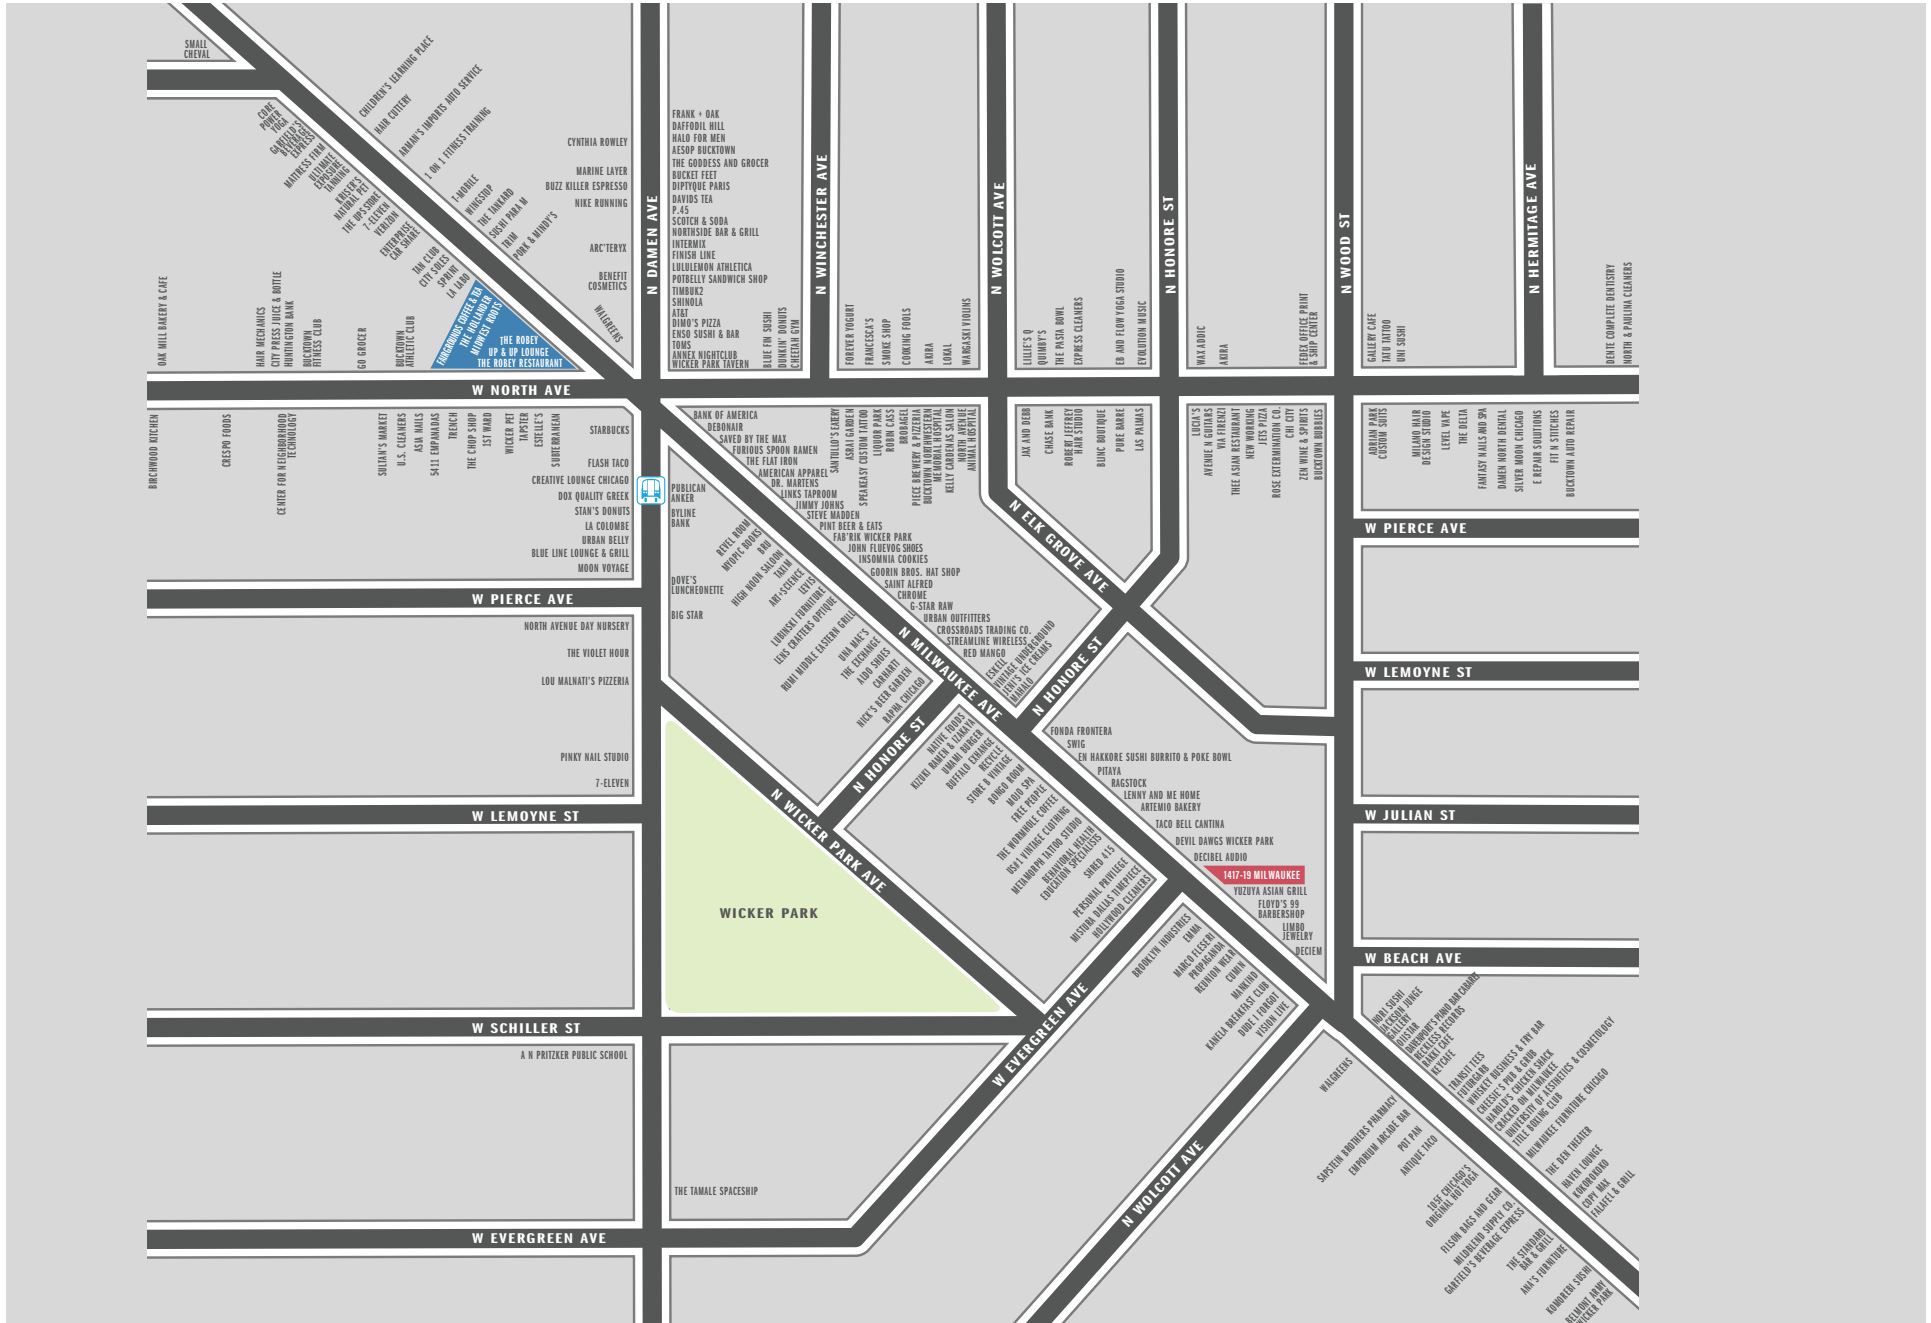 SMALL
CHEVAL
CHILDREN'S LEARNING PLACE
HAIR CUTTERY
ARMAN'S IMPORTS AUTO SERVICE
1 ON 1 FITNESS TRAINING
T-MOBILE
WINGSTOP
THE TANKARD
SUSHI PARA M
TRIM
PORK & MINDY'S
CORE
POWER
YOGA
GARFIELD'S
BEVERAGE
EXPRESS
MATRESS FIRM
ULTIMATE
EXPOSURE
TANNING
KRISER'S
NATURAL PET
THE UPS STORE
7-ELEVEN
VERIZON
ENTERPRISE
CAR SHARE
TAN CLUB
CITY SOLES
SPRINT
LA LABO
FAIRGROUNDS COFFEE & TEA
THE HOLLANDER
MIDWEST ROOTS
THE ROBEY
UP & UP LOUNGE
THE ROBEY RESTAURANT
OAK MILL BAKERY & CAFE
HAIR MECHANICS
CITY PRESS JUICE & BOTTLE
HUNTINGTON BANK
BUCKTOWN
FITNESS CLUB
GO GROCER
BUCKTOWN
ATHLETIC CLUB
CYNTHIA ROWLEY
MARINE LAYER
BUZZ KILLER ESPRESSO
NIKE RUNNING
ARC'TERYX
BENEFIT
COSMETICS
WALGREENS
N DAMEN AVE
FRANK + OAK
DAFFODIL HILL
HALO FOR MEN
AESOP BUCKTOWN
THE GODDESS AND GROCER
BUCKET FEET
DIPTYQUE PARIS
DAVIDS TEA
P.45
SCOTCH & SODA
NORTHSIDE BAR & GRILL
INTERMIX
FINISH LINE
LULULEMON ATHLETICA
POTBELLY SANDWICH SHOP
TIMBUK2
SHINOLA
AT&T
DIMO'S PIZZA
ENSO SUSHI & BAR
TOMS
ANNEX NIGHTCLUB
WICKER PARK TAVERN
BLUE FIN SUSHI
DUNKIN' DONUTS
CHEETAH GYM
N WINCHESTER AVE
FOREVER YOGURT
FRANCESCA'S
SMOKE SHOP
COOKING FOOLS
AKIRA
LOKAL
WARGASKI VIOLINS
N WOLCOTT AVE
LILLIE'S Q
QUIMBY'S
THE PASTA BOWL
EXPRESS CLEANERS
EB AND FLOW YOGA STUDIO
EVOLUTION MUSIC
N HONORE ST
WAX ADDIC
AKIRA
FEDEX OFFICE PRINT
& SHIP CENTER
N WOOD ST
GALLERY CAFE
TATU TATTOO
UNI SUSHI
N HERMITAGE AVE
DENTE COMPLETE DENTISTRY
NORTH & PAULINA CLEANERS
W NORTH AVE
BIRCHWOOD KITCHEN
CRESPO FOODS
CENTER FOR NEIGHBORHOOD
TECHNOLOGY
SULTAN'S MARKET
U.S. CLEANERS
ASIA NAILS
5411 EMPANADAS
TRENCH
THE CHOP SHOP
1ST WARD
WICKER PET
TAPSTER
ESTELLE'S
SUBTERRANEAN
STARBUCKS
FLASH TACO
CREATIVE LOUNGE CHICAGO
DOX QUALITY GREEK
STAN'S DONUTS
LA COLOMBE
URBAN BELLY
BLUE LINE LOUNGE & GRILL
MOON VOYAGE
PUBLICAN
ANKER
BYLINE
BANK
DOVE'S
LUNCHEONETTE
BIG STAR
BANK OF AMERICA
DEBONAIR
SAVED BY THE MAX
FURIOUS SPOON RAMEN
THE FLAT IRON
AMERICAN APPAREL
DR. MARTENS
LINKS TAPROOM
JIMMY JOHNS
STEVE MADDEN
PINT BEER & EATS
FAB'RIK WICKER PARK
JOHN FLUEVOG SHOES
INSOMNIA COOKIES
GOORIN BROS. HAT SHOP
SAINT ALFRED
CHROME
G-STAR RAW
URBAN OUTFITTERS
CROSSROADS TRADING CO.
STREAMLINE WIRELESS
RED MANGO
ESKELL
VINTAGE UNDERGROUND
JENI'S ICE CREAMS
MAHALO
SANTULLO'S EATERY
ASRAI GARDEN
SPEAKEASY CUSTOM TATTOO
LIQUOR PARK
ROBIN CASS
BROBAGEL
PIECE BREWERY & PIZZERIA
BUCKTOWN NORTHWESTERN
MEMORIAL HOSPITAL
KELLY CARDENAS SALON
NORTH AVENUE
ANIMAL HOSPITAL
JAX AND DEBB
CHASE BANK
ROBERT JEFFREY
HAIR STUDIO
BLINC BOUTIQUE
PURE BARRE
LAS PALMAS
LUCIA'S
AVENUE N GUITARS
VIA FIRENZI
THEE ASIAN RESTAURANT
NEW WORKING
JETS PIZZA
ROSE EXTERMINATION CO.
CHI CITY
ZEN WINE & SPIRITS
BUCKTOWN BUBBLES
ADRIAN PARK
CUSTOM SUITS
MILANO HAIR
DESIGN STUDIO
LEVEL VAPE
THE DELTA
FANTASY NAILS AND SPA
DAMEN NORTH RENTAL
SILVER MOON CHICAGO
E REPAIR SOLUTIONS
FIT N STITCHES
BUCKTOWN AUTO REPAIR
REVEL ROOM
MYOPIC BOOKS
BRU
HIGH NOON SALOON
TAXIM
ART+SCIENCE
LEVIS
LUBINSKI FURNITURE
LENS CRAFTERS OPTIQUE
RUMI MIDDLE EASTERN GRILL
UNA MAE'S
THE EXCHANGE
ALDO SHOES
CARHARTT
NICK'S BEER GARDEN
RAPHA CHICAGO
N ELK GROVE AVE
W PIERCE AVE
W PIERCE AVE
N MILWAUKEE AVE
N HONORE ST
W LEMOYNE ST
NORTH AVENUE DAY NURSERY
THE VIOLET HOUR
LOU MALNATI'S PIZZERIA
PINKY NAIL STUDIO
7-ELEVEN
N HONORE ST
NATIVE FOODS
KIZUKI RAMEN & IZAKAYA
UMAMI BURGER
BUFFALO EXHANGE
RECYCLE
STORE B VINTAGE
BONGO ROOM
MOJO SPA
FREE PEOPLE
THE WORMHOLE COFFEE
US#1 VINTAGE CLOTHING
METAMORPH TATTOO STUDIO
BEHAVIORAL HEALTH
EDUCATION SPECIALISTS
SHRED 415
PERSONAL PRIVILEGE
MISTURA DALLAS TIMEPIECE
HOLLYWOOD CLEANERS
FONDA FRONTERA
SWIG
EN HAKKORE SUSHI BURRITO & POKE BOWL
PITAYA
RAGSTOCK
LENNY AND ME HOME
ARTEMIO BAKERY
TACO BELL CANTINA
DEVIL DAWGS WICKER PARK
DECIBEL AUDIO
1417-19 MILWAUKEE
YUZUYA ASIAN GRILL
FLOYD'S 99
BARBERSHOP
LIMBO
JEWELRY
DECIEM
W LEMOYNE ST
N WICKER PARK AVE
W JULIAN ST
WICKER PARK
BROOKLYN INDUSTRIES
EMMA
MARCO FLESERI
PROPAGANDA
REUNION WEAR
CUMIN
MANKIND
KANELA BREAKFAST CLUB
DUDE I FORGOT
VISION LIVE
W BEACH AVE
NORI SUSHI
JACKSON JUNGE
GALLERY
OIISTAR
DAVENPORT'S PIANO BAR CABARET
RECKLESS RECORDS
RAKKI CAFE
KEYCAFE
TRANSIT TEES
FUTURGARB
WHISKEY BUSINESS & FRY BAR
CHEESIE'S PUB & GRUB
HAROLD'S CHICKEN SHACK
CRACKED ON MILWAUKEE
UNIVERSITY OF AESTHETICS & COSMETOLOGY
TITLE BOXING CLUB
MILWAUKEE FURNITURE CHICAGO
THE DEN THEATER
HAVEN LOUNGE
KOKOROKOKO
COPY MAX
FALAFEL & GRILL
W SCHILLER ST
W EVERGREEN AVE
A N PRITZKER PUBLIC SCHOOL
THE TAMALE SPACESHIP
N WOLCOTT AVE
W EVERGREEN AVE
WALGREENS
SAPSTEIN BROTHERS PHARMACY
EMPORIUM ARCADE BAR
POT PAN
ANTIQUE TACO
105F CHICAGO'S
ORIGINAL HOT YOGA
FILSON BAGS AND GEAR
MILDBLEND SUPPLY CO.
GARFIELD'S BEVERAGE EXPRESS
THE STANDARD
BAR & GRILL
ANA'S FURNITURE
KOMOREBI SUSHI
BELMONT ARMY
WICKER PARK